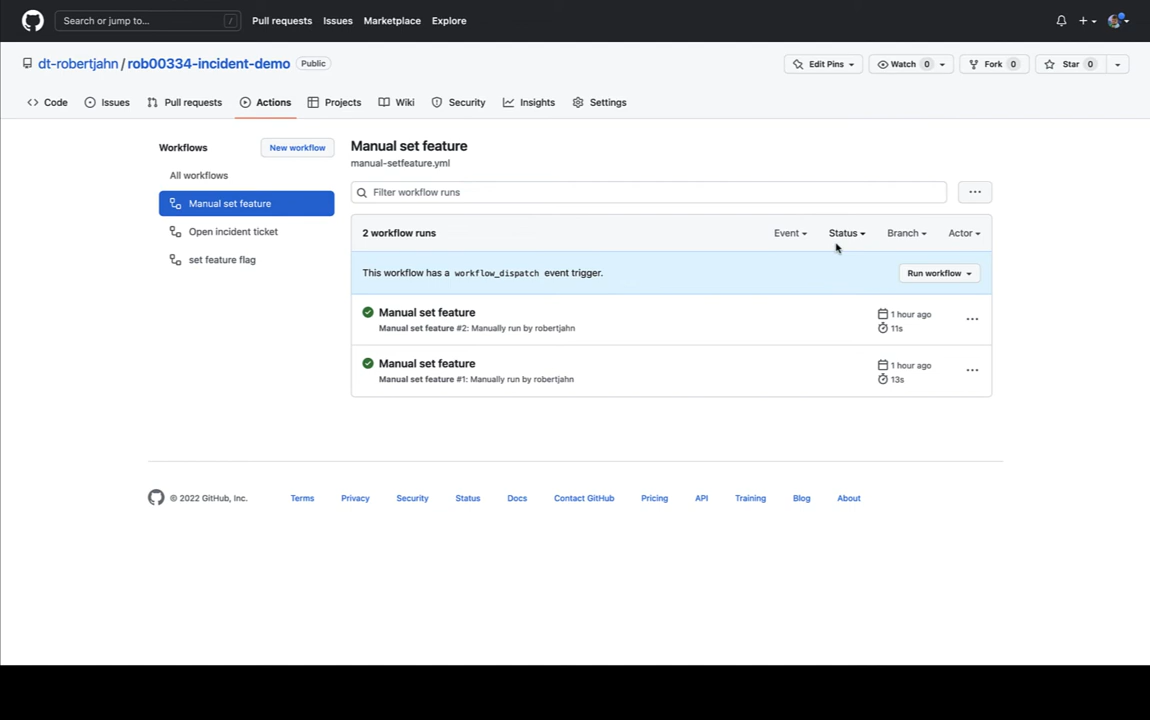 Search or jump to... /
Pull requests Issues Marketplace Explore
dt-robertjahn / rob00334-incident-demo Public
Edit Pins Watch 0 Fork 0 Star 0
Code Issues Pull requests Actions Projects Wiki Security Insights Settings
Workflows New workflow
All workflows
Manual set feature
Open incident ticket
set feature flag
Manual set feature
manual-setfeature.yml
Filter workflow runs
2 workflow runs Event Status Branch Actor
This workflow has a workflow_dispatch event trigger. Run workflow
Manual set feature 1 hour ago
Manual set feature #2: Manually run by robertjahn 11s
Manual set feature 1 hour ago
Manual set feature #1: Manually run by robertjahn 13s
© 2022 GitHub, Inc. Terms Privacy Security Status Docs Contact GitHub Pricing API Training Blog About